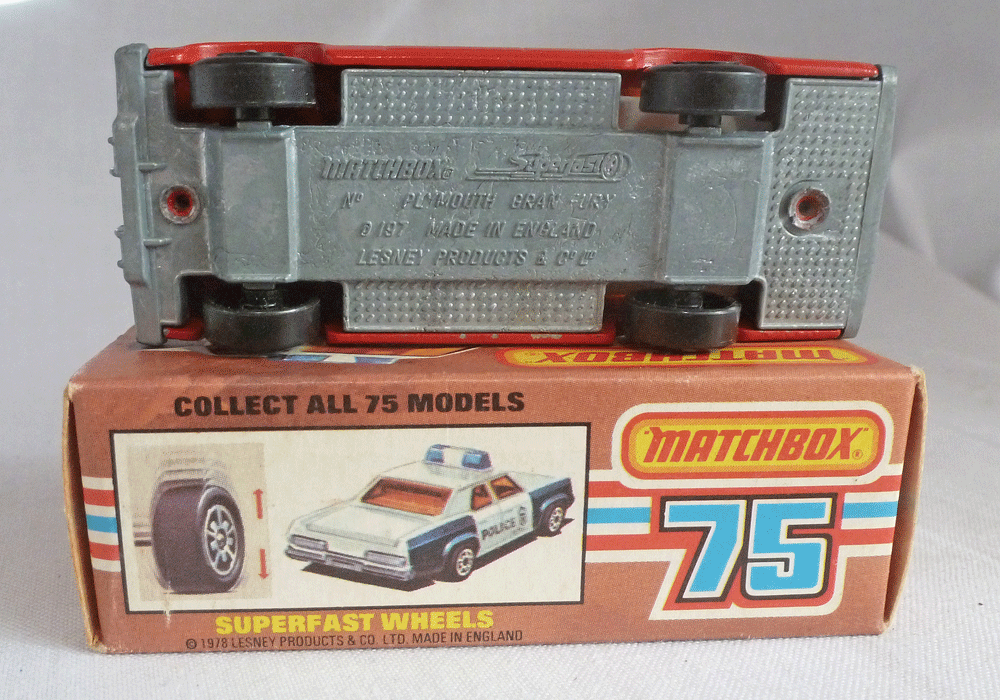 MATCHBOX® Superfast
Nº PLYMOUTH GRAN FURY
© 197 MADE IN ENGLAND
LESNEY PRODUCTS & Cº Lᵀᴰ
MATCHBOX
COLLECT ALL 75 MODELS
"MATCHBOX"®
75
POLICE
SUPERFAST WHEELS
© 1978 LESNEY PRODUCTS & CO. LTD. MADE IN ENGLAND